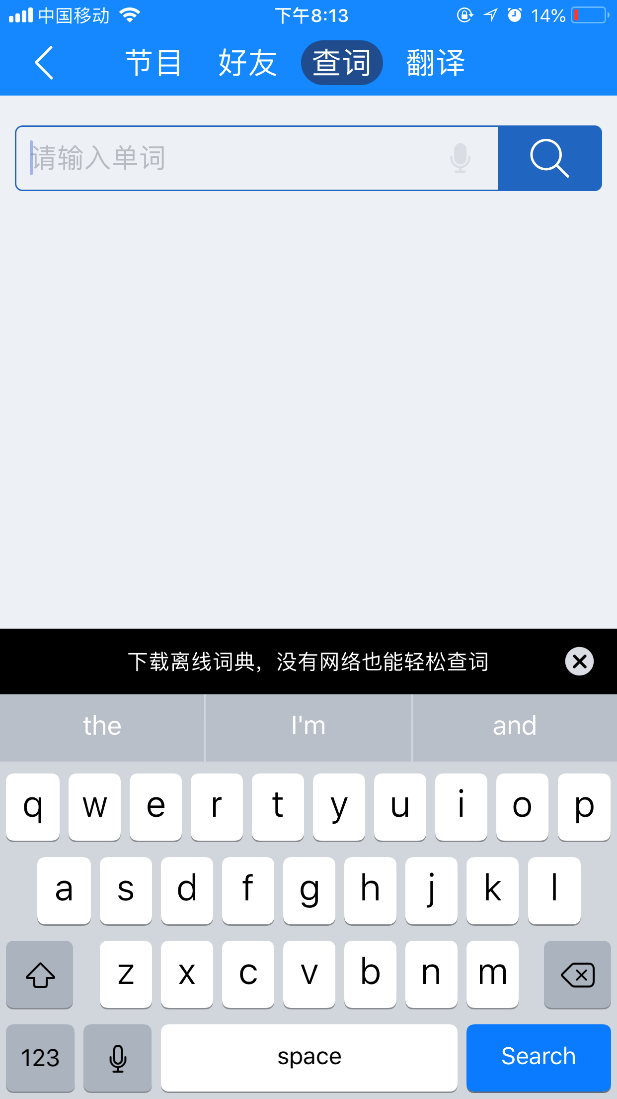 中国移动 下午8:13 14%
节目 好友 查词 翻译
请输入单词
下载离线词典，没有网络也能轻松查词
the I'm and
q w e r t y u i o p
a s d f g h j k l
z x c v b n m
123 space Search